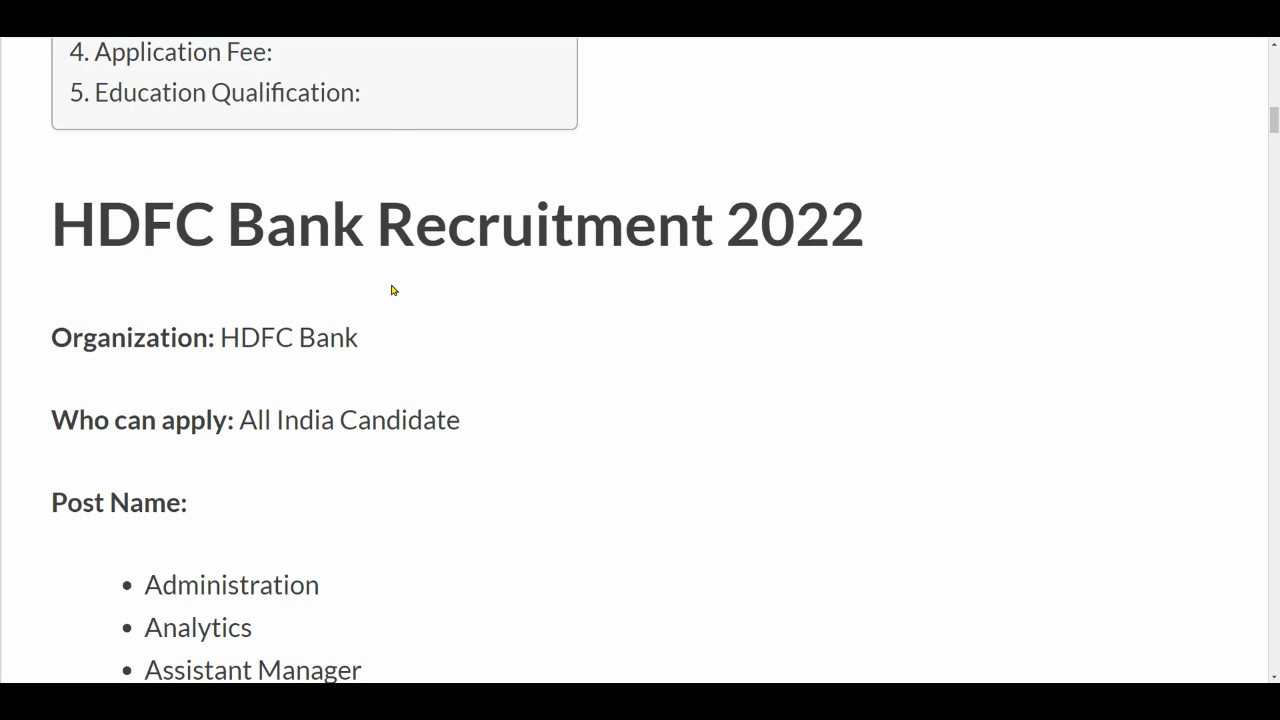 4. Application Fee:
5. Education Qualification:
HDFC Bank Recruitment 2022
Organization: HDFC Bank
Who can apply: All India Candidate
Post Name:
• Administration
• Analytics
• Assistant Manager